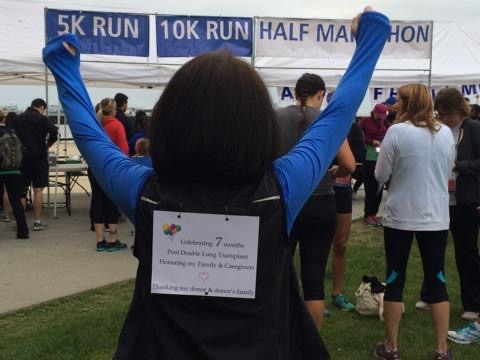 5K RUN 10K RUN HALF MARATHON
Celebrating 7 months
Post Double Lung Transplant
Honoring my Family & Caregivers
Thanking my donor & donor's family